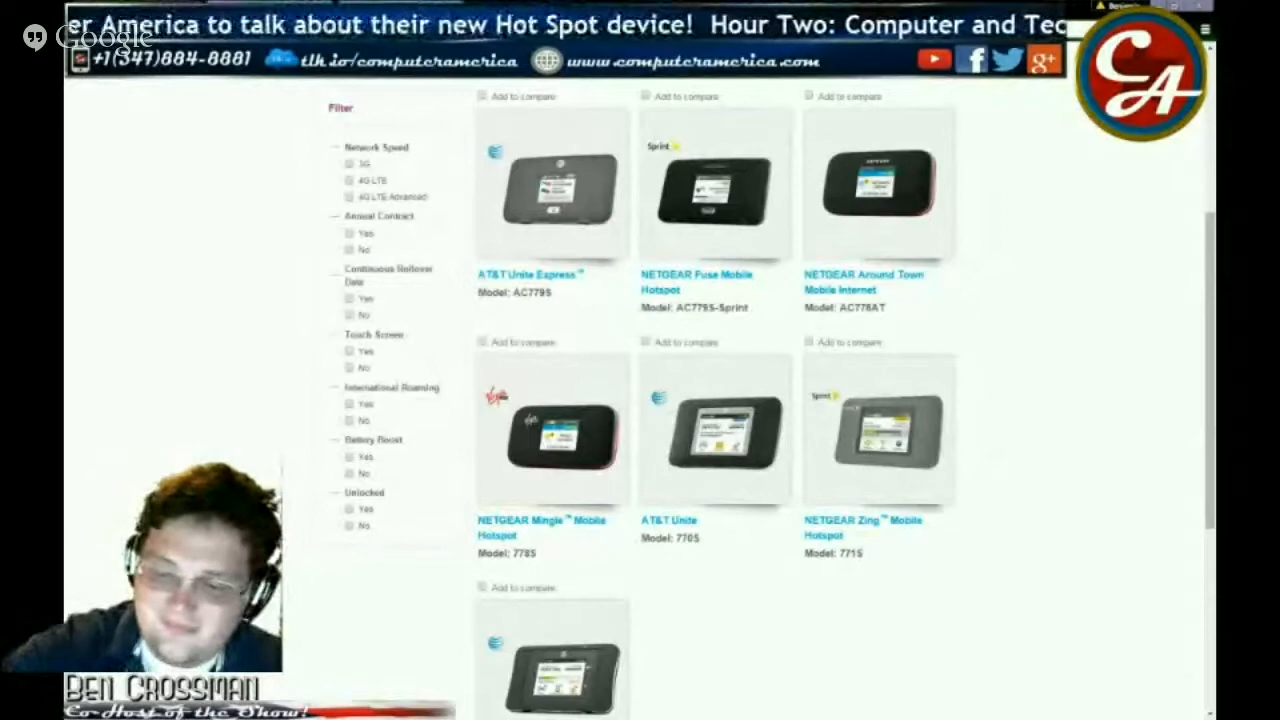 er America to talk about their new Hot Spot device! Hour Two: Computer and Tec
Google
+1(347)884-8881
tlk.io/computeramerica
www.computeramerica.com
CA
Filter
Network Speed
3G
4G LTE
4G LTE Advanced
Annual Contract
Yes
No
Continuous Rollover
Data
Yes
No
Touch Screen
Yes
No
International Roaming
Yes
No
Battery Boost
Yes
No
Unlocked
Yes
No
Add to compare
Add to compare
Add to compare
Sprint
NETGEAR
AT&T Unite Express™
Model: AC779S
NETGEAR Fuse Mobile
Hotspot
Model: AC779S-Sprint
NETGEAR Around Town
Mobile Internet
Model: AC778AT
Add to compare
Add to compare
Add to compare
Virgin
Sprint
NETGEAR Mingle™ Mobile
Hotspot
Model: 778S
AT&T Unite
Model: 770S
NETGEAR Zing™ Mobile
Hotspot
Model: 771S
Add to compare
Ben Crossman
Co-Host of the Show!